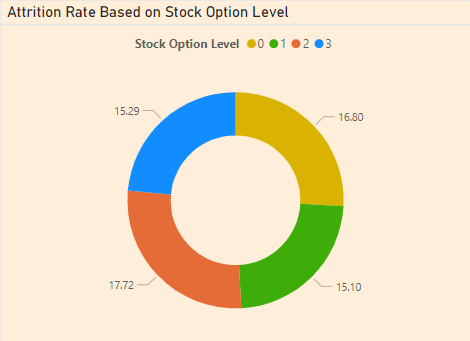 Attrition Rate Based on Stock Option Level
Stock Option Level 0 1 2 3
15.29
16.80
17.72
15.10